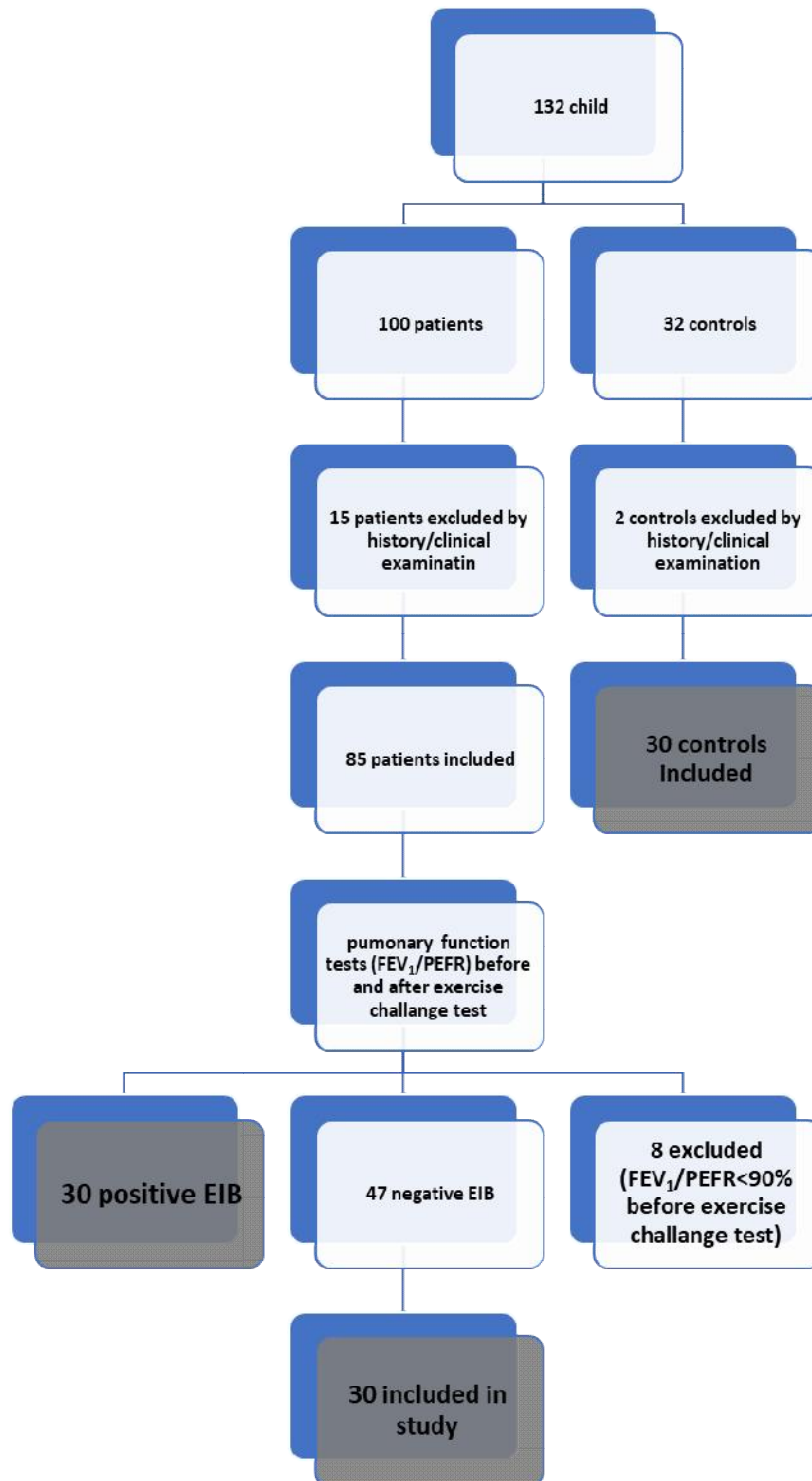 132 child
100 patients
32 controls
15 patients excluded by
history/clinical
examinatin
2 controls excluded by
history/clinical
examination
85 patients included
30 controls
Included
pumonary function
tests (FEV₁/PEFR) before
and after exercise
challange test
30 positive EIB
47 negative EIB
8 excluded
(FEV₁/PEFR<90%
before exercise
challange test)
30 included in
study